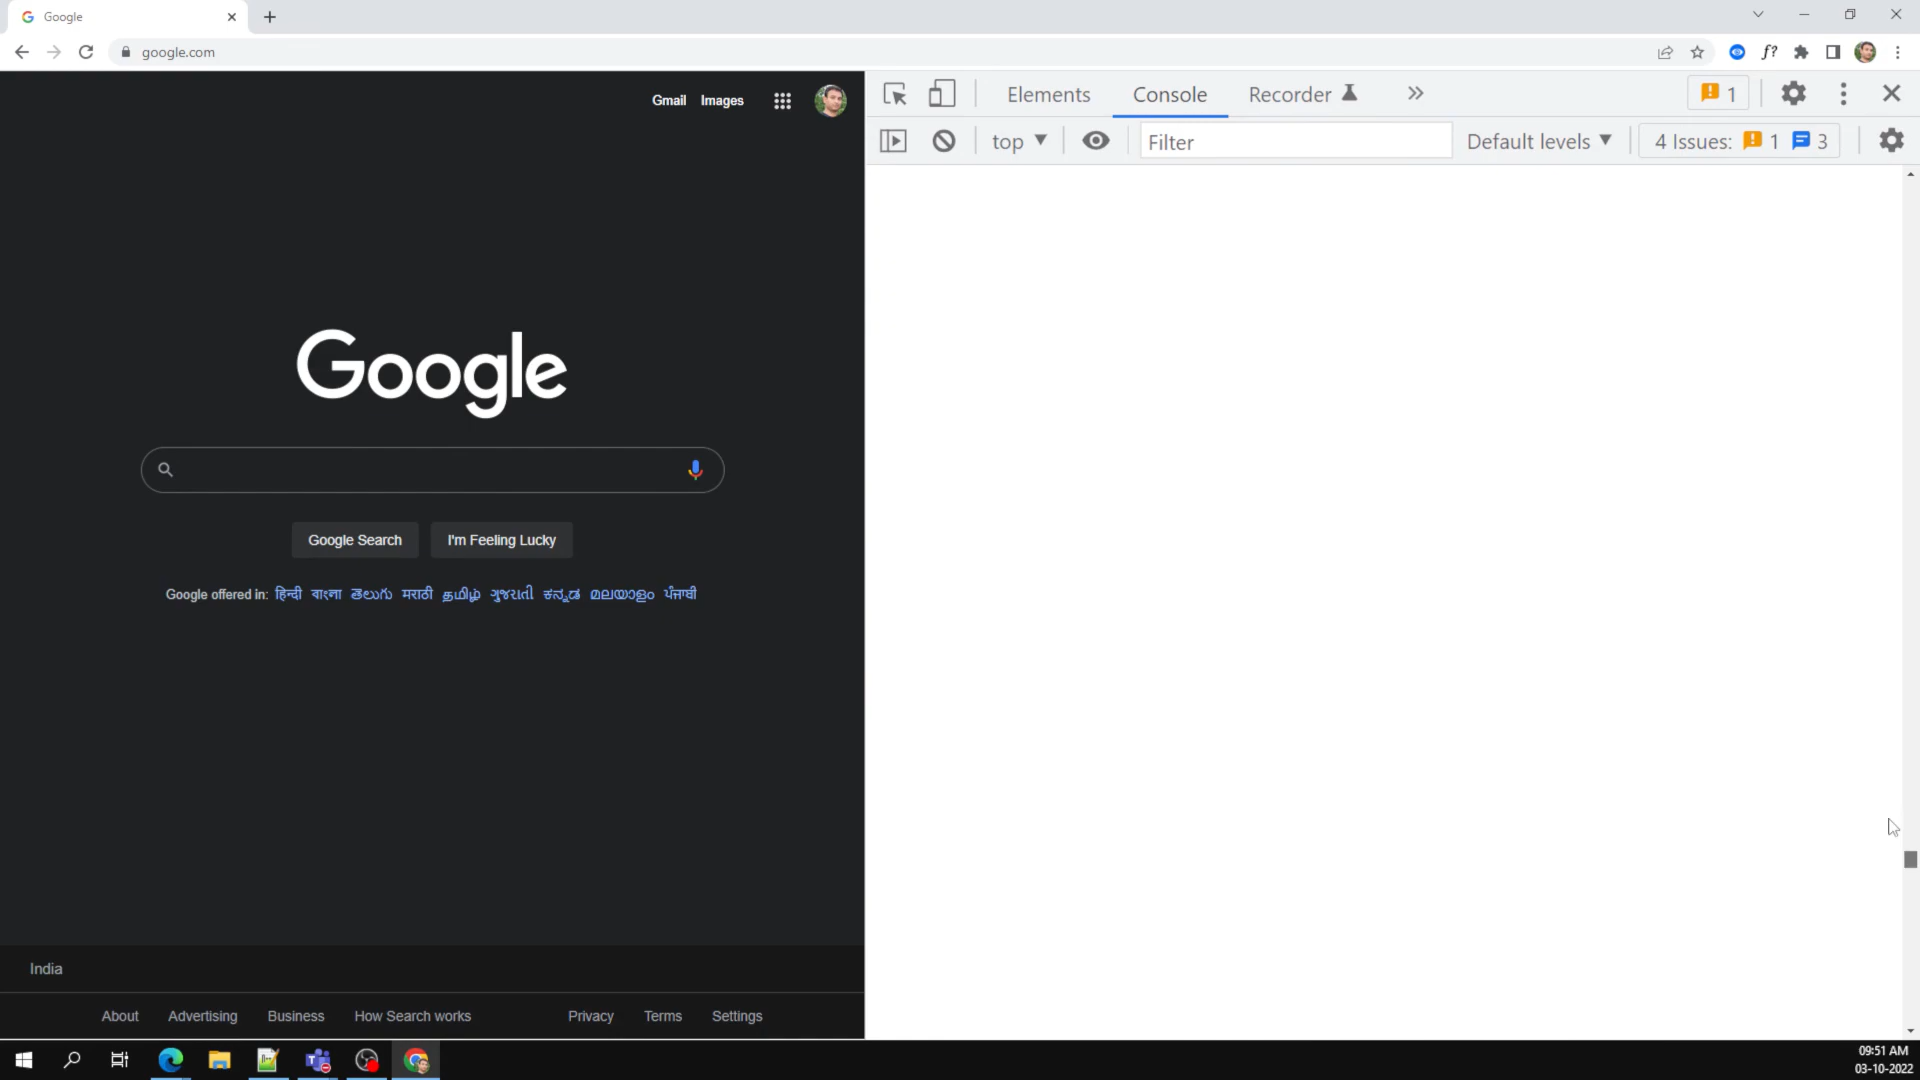 Google
google.com
f?
Gmail Images
Elements Console Recorder 1
top Filter Default levels 4 Issues: 1 3
Google
Google Search I'm Feeling Lucky
Google offered in: हिन्दी বাংলা తెలుగు मराठी தமிழ் ગુજરાતી ಕನ್ನಡ മലയാളം ਪੰਜਾਬੀ
India
About Advertising Business How Search works Privacy Terms Settings
09:51 AM
03-10-2022